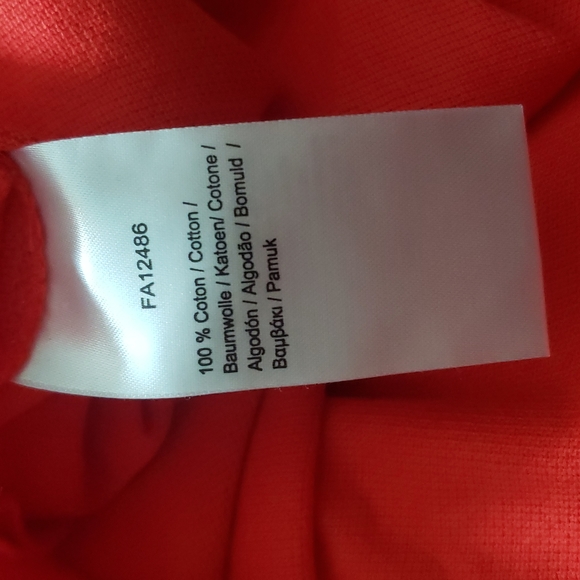 FA12486
100 % Coton / Cotton /
Baumwolle / Katoen/ Cotone /
Algodón / Algodão / Bomuld /
Βαμβάκι / Pamuk